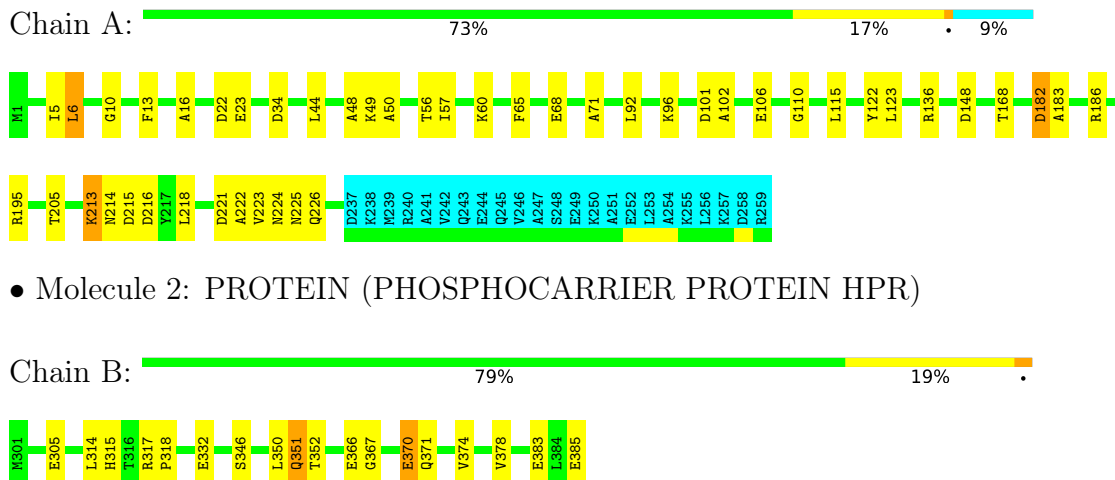 Chain A:
73% 17% • 9%
M1 I5 L6 G10 F13 A16 D22 E23 D34 L44 A48 K49 A50 T56 I57 K60 F65 E68 A71 L92 K96 D101 A102 E106 G110 L115 Y122 L123 R136 D148 T168 D182 A183 R186
R195 T205 K213 N214 D215 D216 Y217 L218 D221 A222 V223 N224 N225 Q226 D237 K238 M239 R240 A241 V242 Q243 E244 Q245 Y246 A247 S248 E249 K250 A251 E252 L253 A254 K255 L256 K257 D258 R259
• Molecule 2: PROTEIN (PHOSPHOCARRIER PROTEIN HPR)
Chain B:
79% 19% •
M301 E305 L314 H315 T316 R317 P318 E332 S346 L350 Q351 T352 E366 G367 E370 Q371 V374 V378 E383 L384 E385